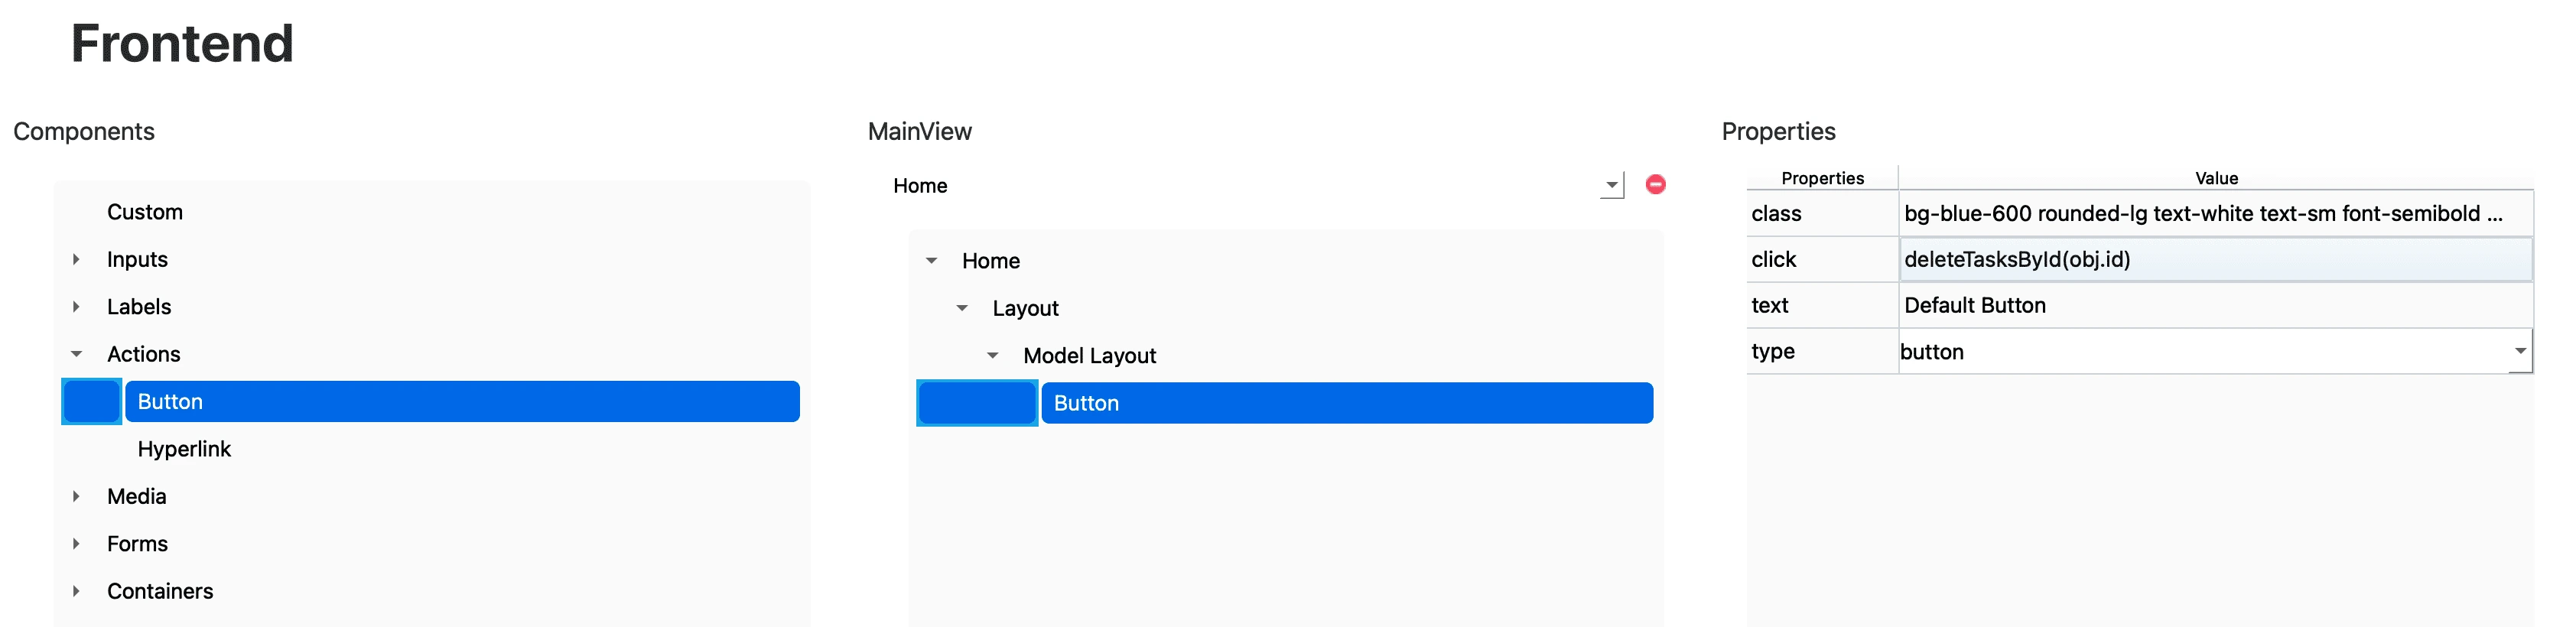 Frontend
Components
Custom
Inputs
Labels
Actions
Button
Hyperlink
Media
Forms
Containers
MainView
Home
Home
Layout
Model Layout
Button
Properties
Properties Value
class bg-blue-600 rounded-lg text-white text-sm font-semibold ...
click deleteTasksById(obj.id)
text Default Button
type button